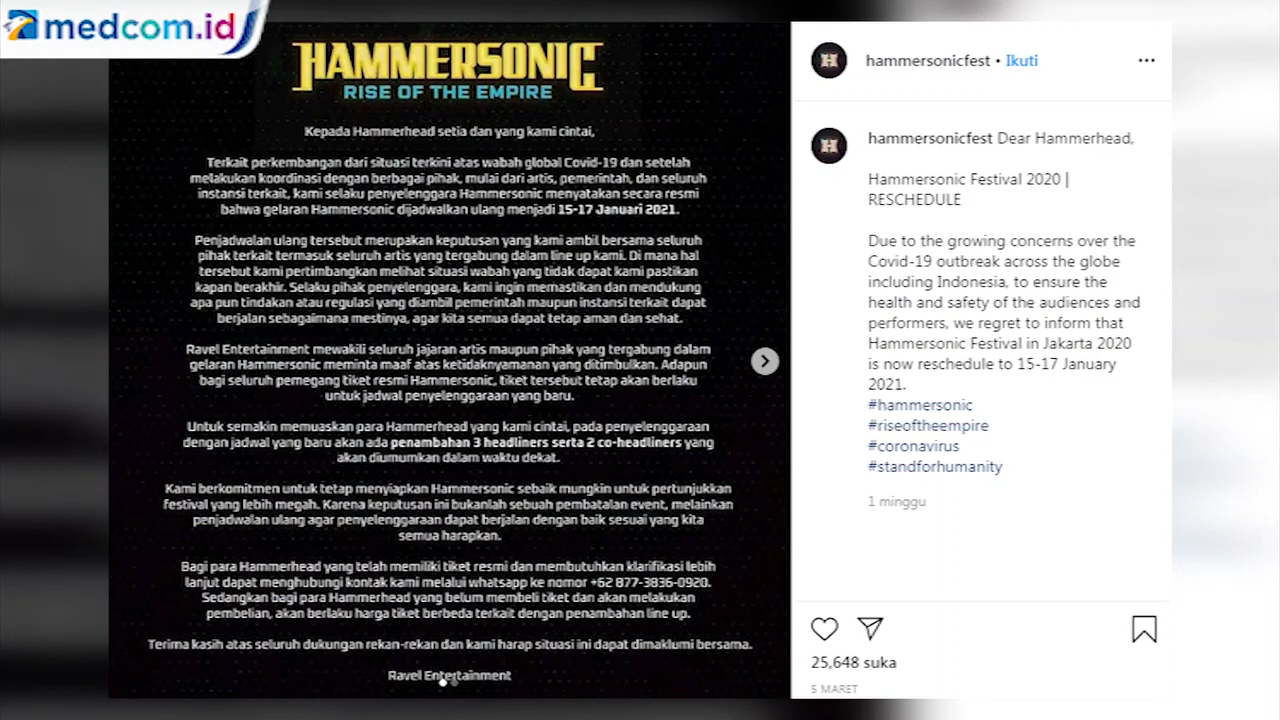 medcom.id
HAMMERSONIC
RISE OF THE EMPIRE
Kepada Hammerhead setia dan yang kami cintai,
Terkait perkembangan dari situasi terkini atas wabah global Covid-19 dan setelah
melakukan koordinasi dengan berbagai pihak, mulai dari artis, pemerintah, dan seluruh
instansi terkait, kami selaku penyelenggara Hammersonic menyatakan secara resmi
bahwa gelaran Hammersonic dijadwalkan ulang menjadi 15-17 Januari 2021.
Penjadwalan ulang tersebut merupakan keputusan yang kami ambil bersama seluruh
pihak terkait termasuk seluruh artis yang tergabung dalam line up kami. Di mana hal
tersebut kami pertimbangkan melihat situasi wabah yang tidak dapat kami pastikan
kapan berakhir. Selaku pihak penyelenggara, kami ingin memastikan dan mendukung
apa pun tindakan atau regulasi yang diambil pemerintah maupun instansi terkait dapat
berjalan sebagaimana mestinya, agar kita semua dapat tetap aman dan sehat.
Ravel Entertainment mewakili seluruh jajaran artis maupun pihak yang tergabung dalam
gelaran Hammersonic meminta maaf atas ketidaknyamanan yang ditimbulkan. Adapun
bagi seluruh pemegang tiket resmi Hammersonic, tiket tersebut tetap akan berlaku
untuk jadwal penyelenggaraan yang baru.
Untuk semakin memuaskan para Hammerhead yang kami cintai, pada penyelenggaraan
dengan jadwal yang baru akan ada penambahan 3 headliners serta 2 co-headliners yang
akan diumumkan dalam waktu dekat.
Kami berkomitmen untuk tetap menyiapkan Hammersonic sebaik mungkin untuk pertunjukkan
festival yang lebih megah. Karena keputusan ini bukanlah sebuah pembatalan event, melainkan
penjadwalan ulang agar penyelenggaraan dapat berjalan dengan baik sesuai yang kita
semua harapkan.
Bagi para Hammerhead yang telah memiliki tiket resmi dan membutuhkan klarifikasi lebih
lanjut dapat menghubungi kontak kami melalui whatsapp ke nomor +62 877-3836-0920.
Sedangkan bagi para Hammerhead yang belum membeli tiket dan akan melakukan
pembelian, akan berlaku harga tiket berbeda terkait dengan penambahan line up.
Terima kasih atas seluruh dukungan rekan-rekan dan kami harap situasi ini dapat dimaklumi bersama.
Ravel Entertainment
hammersonicfest • Ikuti
hammersonicfest Dear Hammerhead,
Hammersonic Festival 2020 |
RESCHEDULE
Due to the growing concerns over the
Covid-19 outbreak across the globe
including Indonesia, to ensure the
health and safety of the audiences and
performers, we regret to inform that
Hammersonic Festival in Jakarta 2020
is now reschedule to 15-17 January
2021.
#hammersonic
#riseoftheempire
#coronavirus
#standforhumanity
1 minggu
25,648 suka
5 MARET